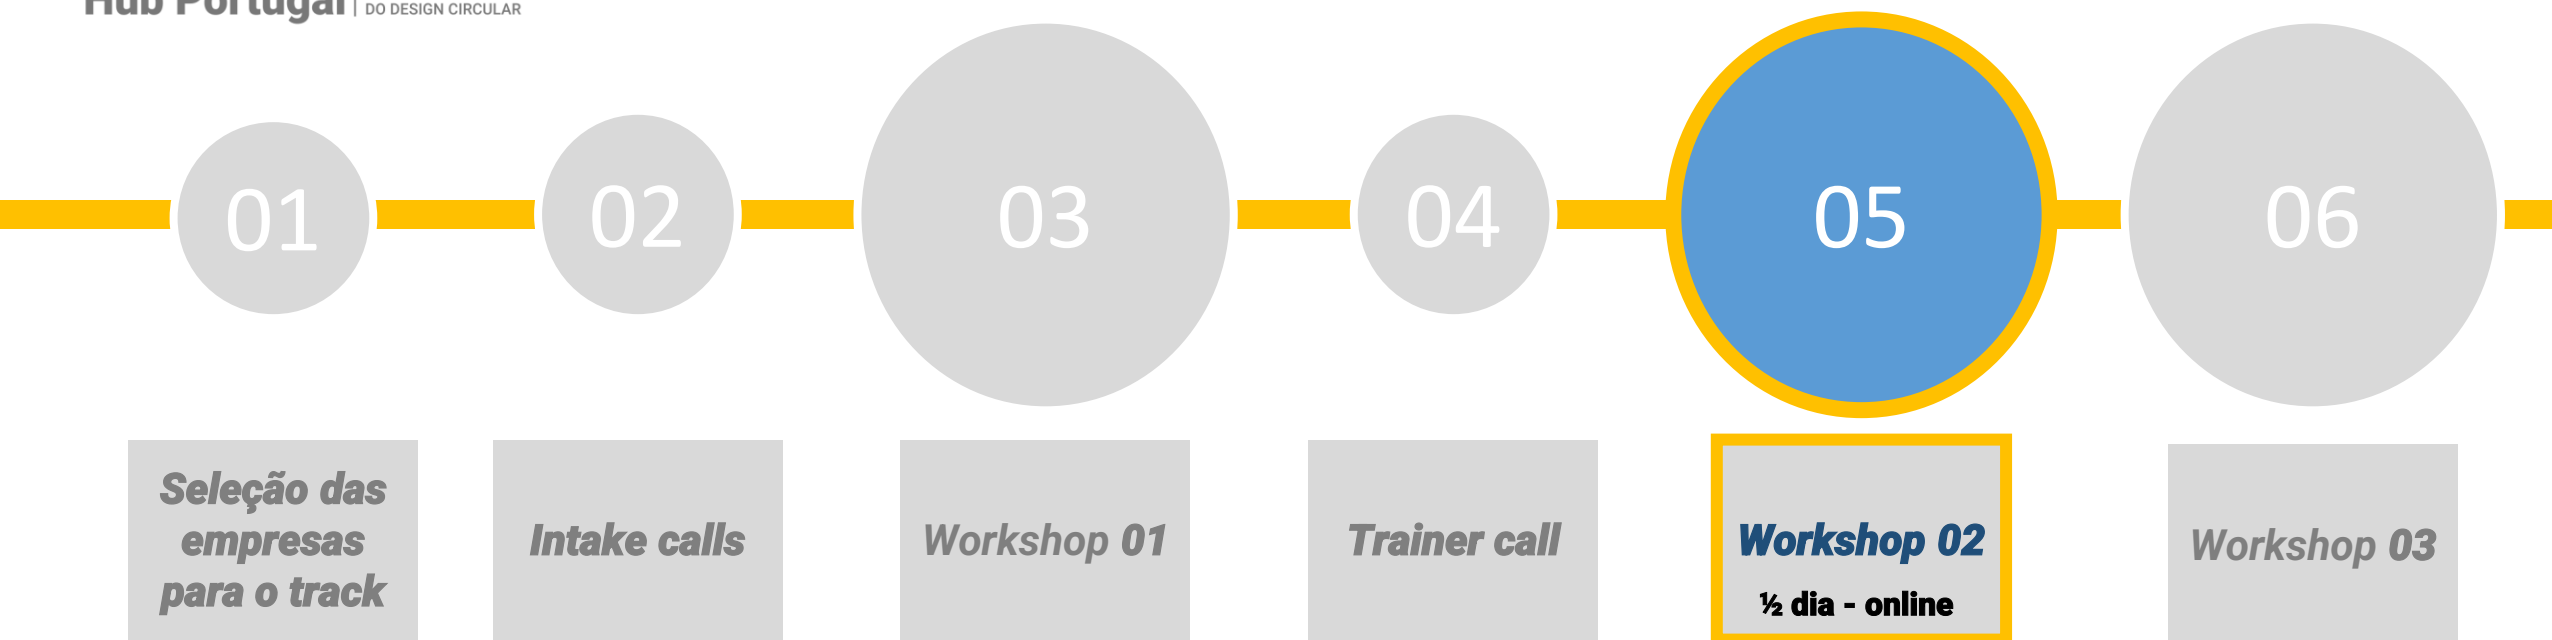 Hub Portugal | DO DESIGN CIRCULAR
01
02
03
04
05
06
Seleção das
empresas
para o track
Intake calls
Workshop 01
Trainer call
Workshop 02
½ dia - online
Workshop 03